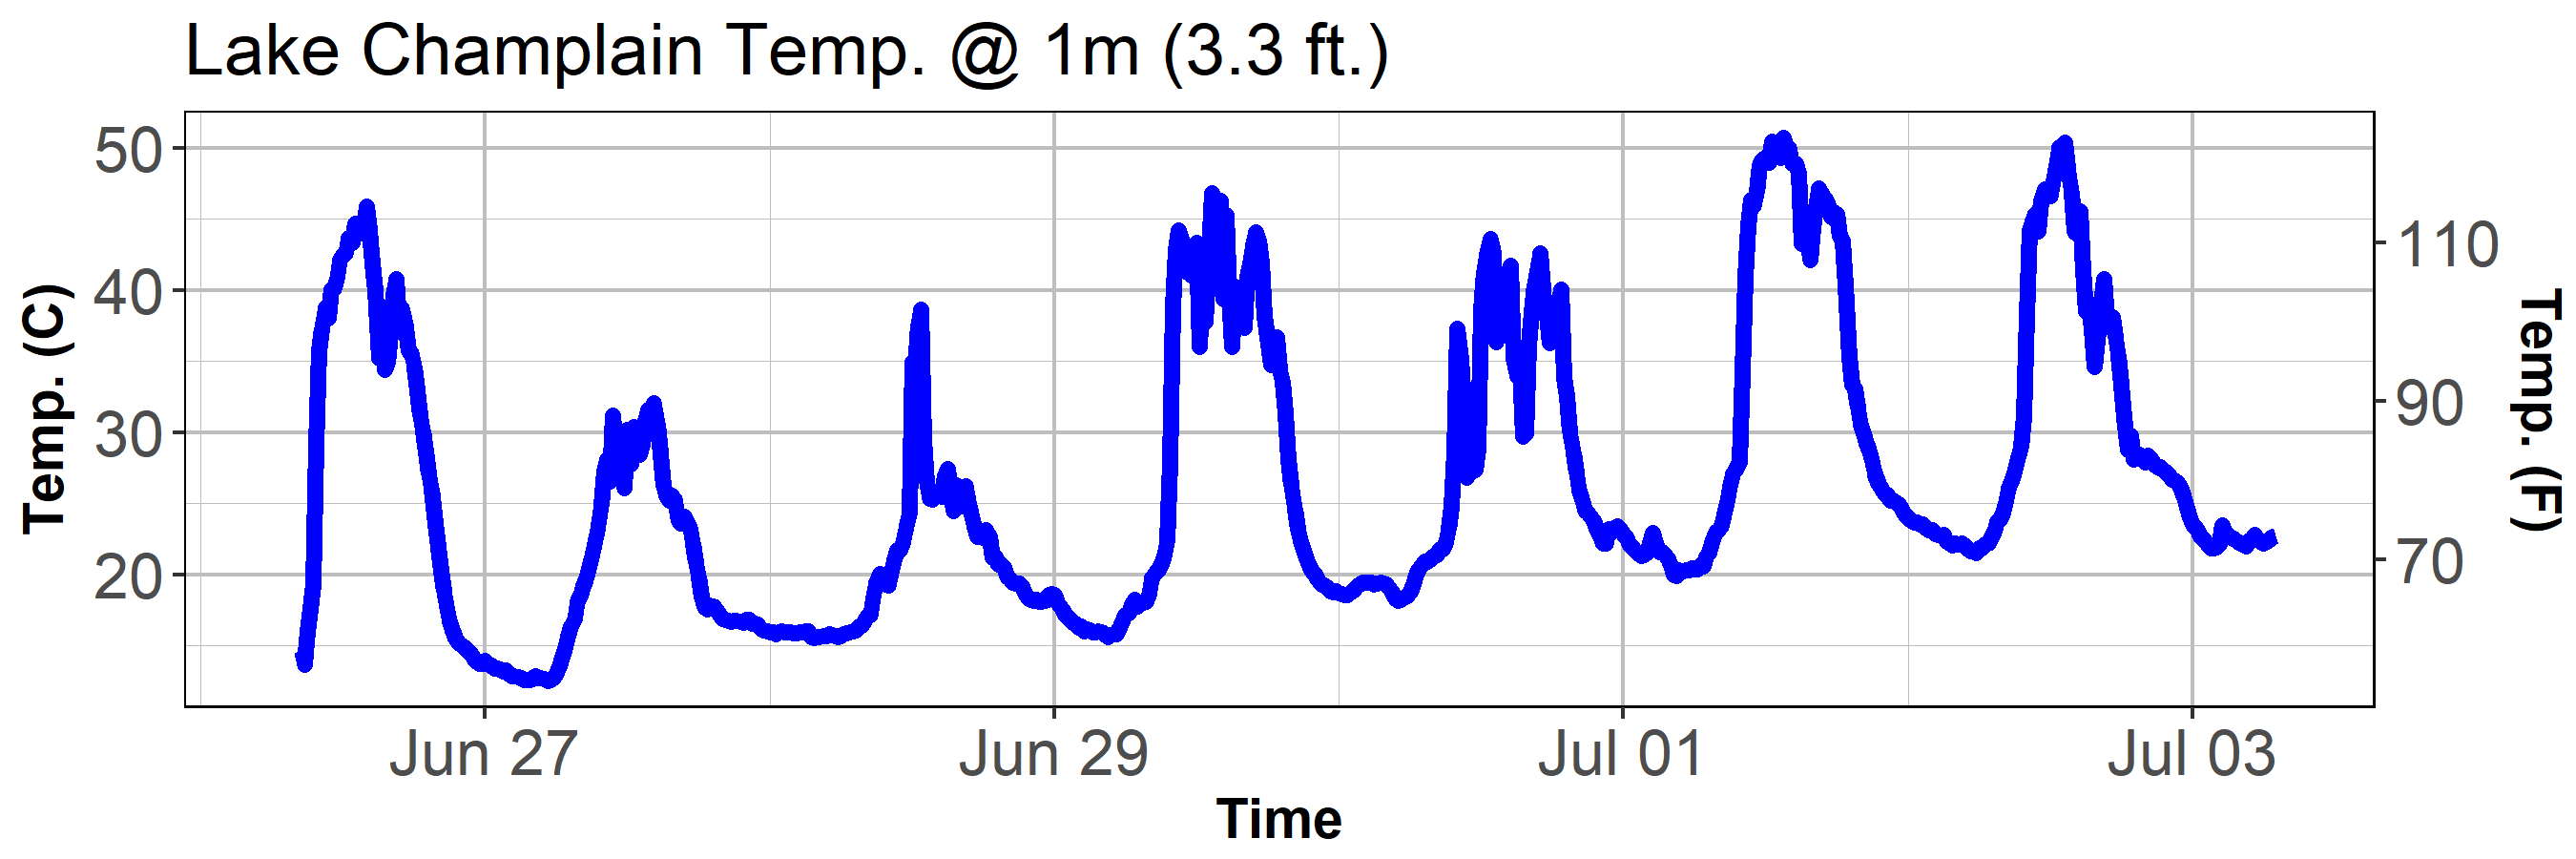 Lake Champlain Temp. @ 1m (3.3 ft.)
50
40
30
20
Temp. (C)
110
90
70
Temp. (F)
Jun 27 Jun 29 Jul 01 Jul 03
Time